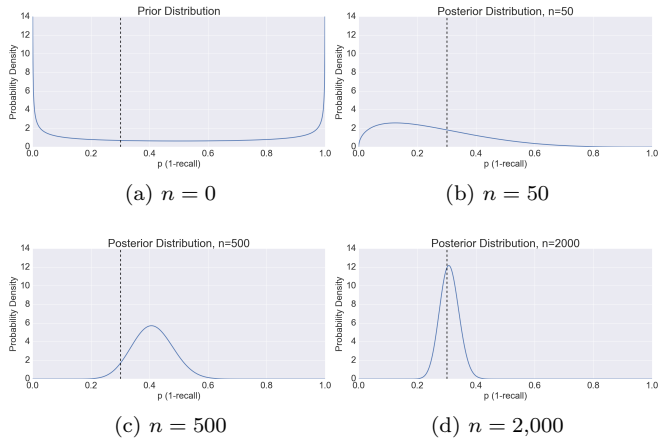 Prior Distribution
Probability Density
14
12
10
8
6
4
2
0
0.0 0.2 0.4 0.6 0.8 1.0
p (1-recall)
(a) n = 0
Posterior Distribution, n=50
Probability Density
14
12
10
8
6
4
2
0
0.0 0.2 0.4 0.6 0.8 1.0
p (1-recall)
(b) n = 50
Posterior Distribution, n=500
Probability Density
14
12
10
8
6
4
2
0
0.0 0.2 0.4 0.6 0.8 1.0
p (1-recall)
(c) n = 500
Posterior Distribution, n=2000
Probability Density
14
12
10
8
6
4
2
0
0.0 0.2 0.4 0.6 0.8 1.0
p (1-recall)
(d) n = 2,000